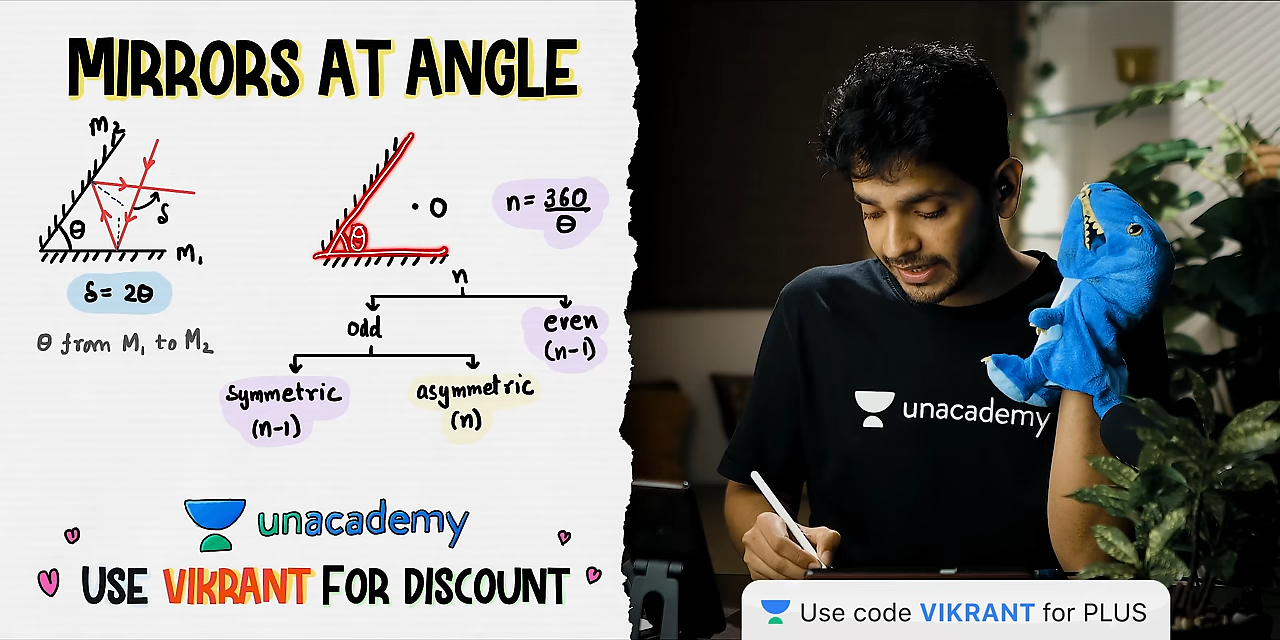 MIRRORS AT ANGLE
M₂
θ
δ
M₁
δ = 2θ
θ from M₁ to M₂
θ
· O
n = 360
θ
n
odd
even
(n-1)
Symmetric
(n-1)
asymmetric
(n)
unacademy
USE VIKRANT FOR DISCOUNT
unacademy
Use code VIKRANT for PLUS